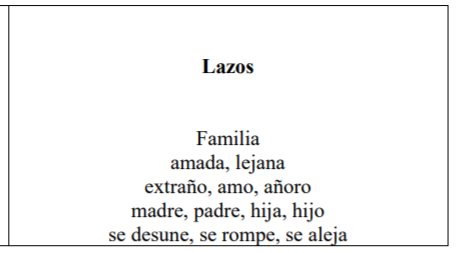 Lazos
Familia
amada, lejana
extraño, amo, añoro
madre, padre, hija, hijo
se desune, se rompe, se aleja